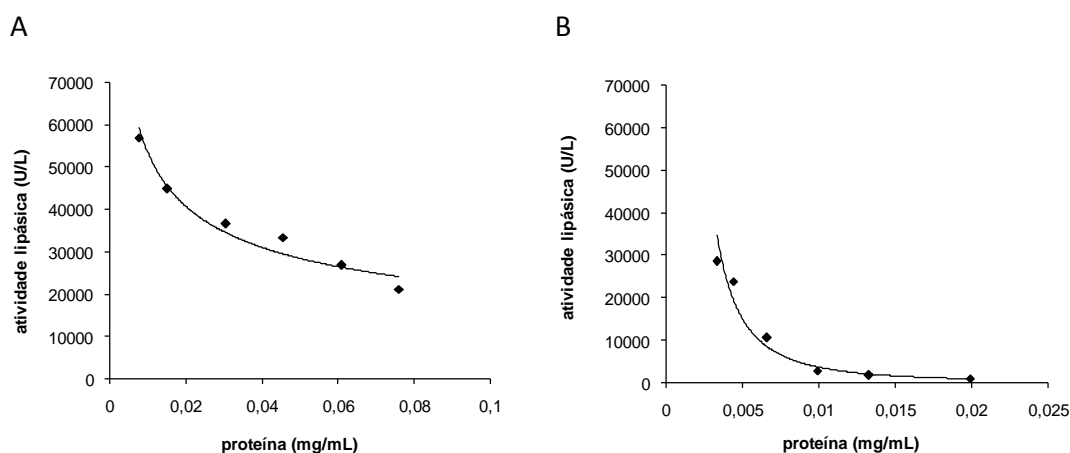 A
70000
60000
50000
40000
30000
20000
10000
0
atividade lipásica (U/L)
0 0,02 0,04 0,06 0,08 0,1
proteína (mg/mL)
B
70000
60000
50000
40000
30000
20000
10000
0
atividade lipásica (U/L)
0 0,005 0,01 0,015 0,02 0,025
proteína (mg/mL)